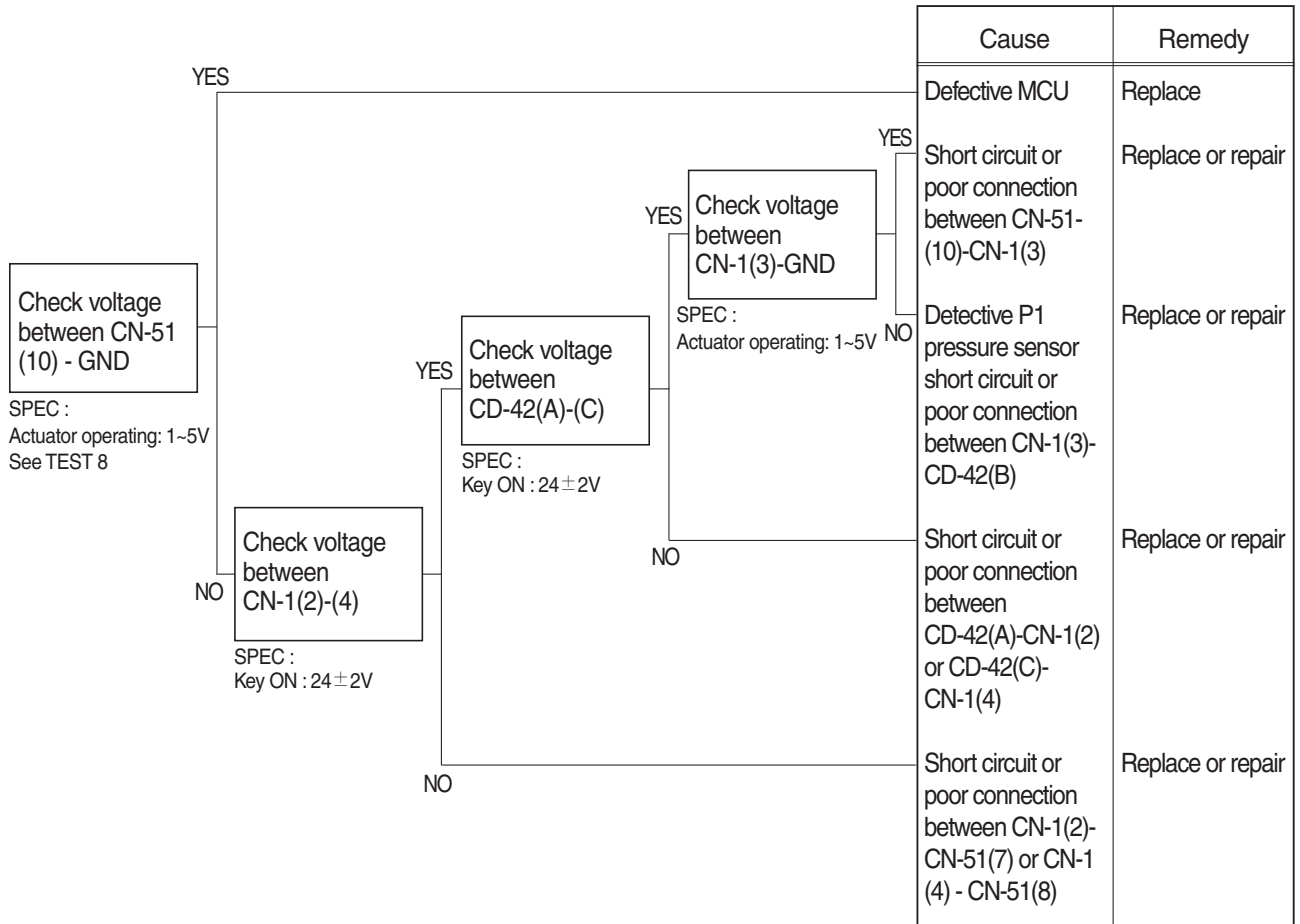 Cause
Remedy
YES
Defective MCU
Replace
YES
Short circuit or
poor connection
between CN-51-
(10)-CN-1(3)
Replace or repair
YES
Check voltage
between
CN-1(3)-GND
SPEC :
Actuator operating: 1~5V
NO
Detective P1
pressure sensor
short circuit or
poor connection
between CN-1(3)-
CD-42(B)
Replace or repair
Check voltage
between CN-51
(10) - GND
SPEC :
Actuator operating: 1~5V
See TEST 8
YES
Check voltage
between
CD-42(A)-(C)
SPEC :
Key ON : 24±2V
NO
Short circuit or
poor connection
between
CD-42(A)-CN-1(2)
or CD-42(C)-
CN-1(4)
Replace or repair
NO
Check voltage
between
CN-1(2)-(4)
SPEC :
Key ON : 24±2V
NO
Short circuit or
poor connection
between CN-1(2)-
CN-51(7) or CN-1
(4) - CN-51(8)
Replace or repair